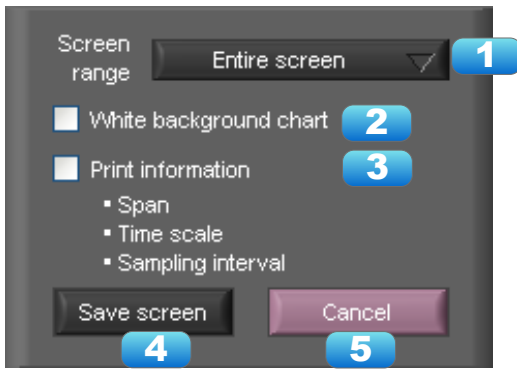 Screen range
Entire screen
1
White background chart
2
Print information
3
▪ Span
▪ Time scale
▪ Sampling interval
Save screen
Cancel
4
5